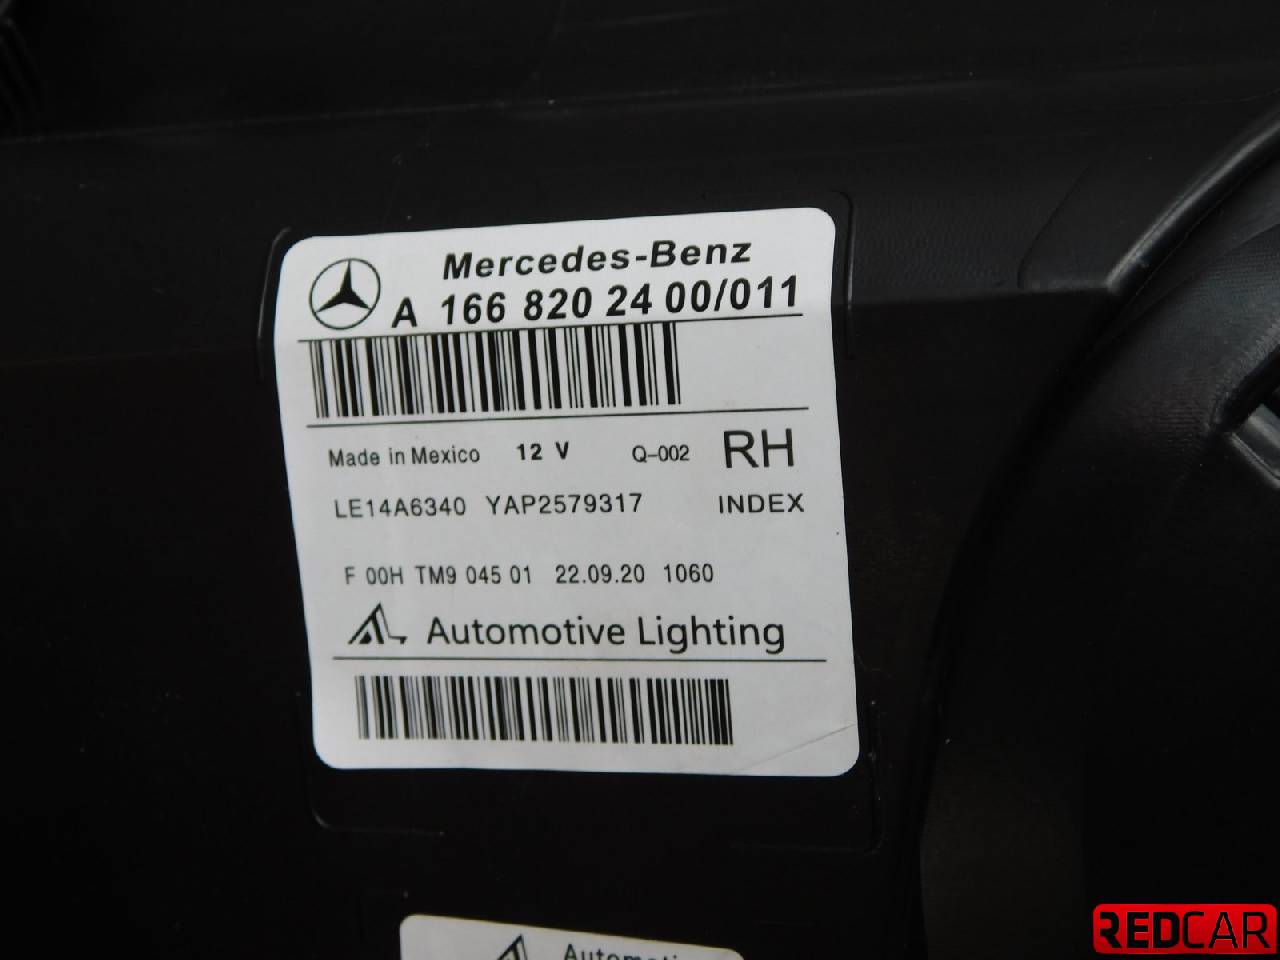 Mercedes-Benz
A 166 820 24 00/011
Made in Mexico 12 V Q-002 RH
LE14A6340 YAP2579317 INDEX
F 00H TM9 045 01 22.09.20 1060
Automotive Lighting
REDCAR